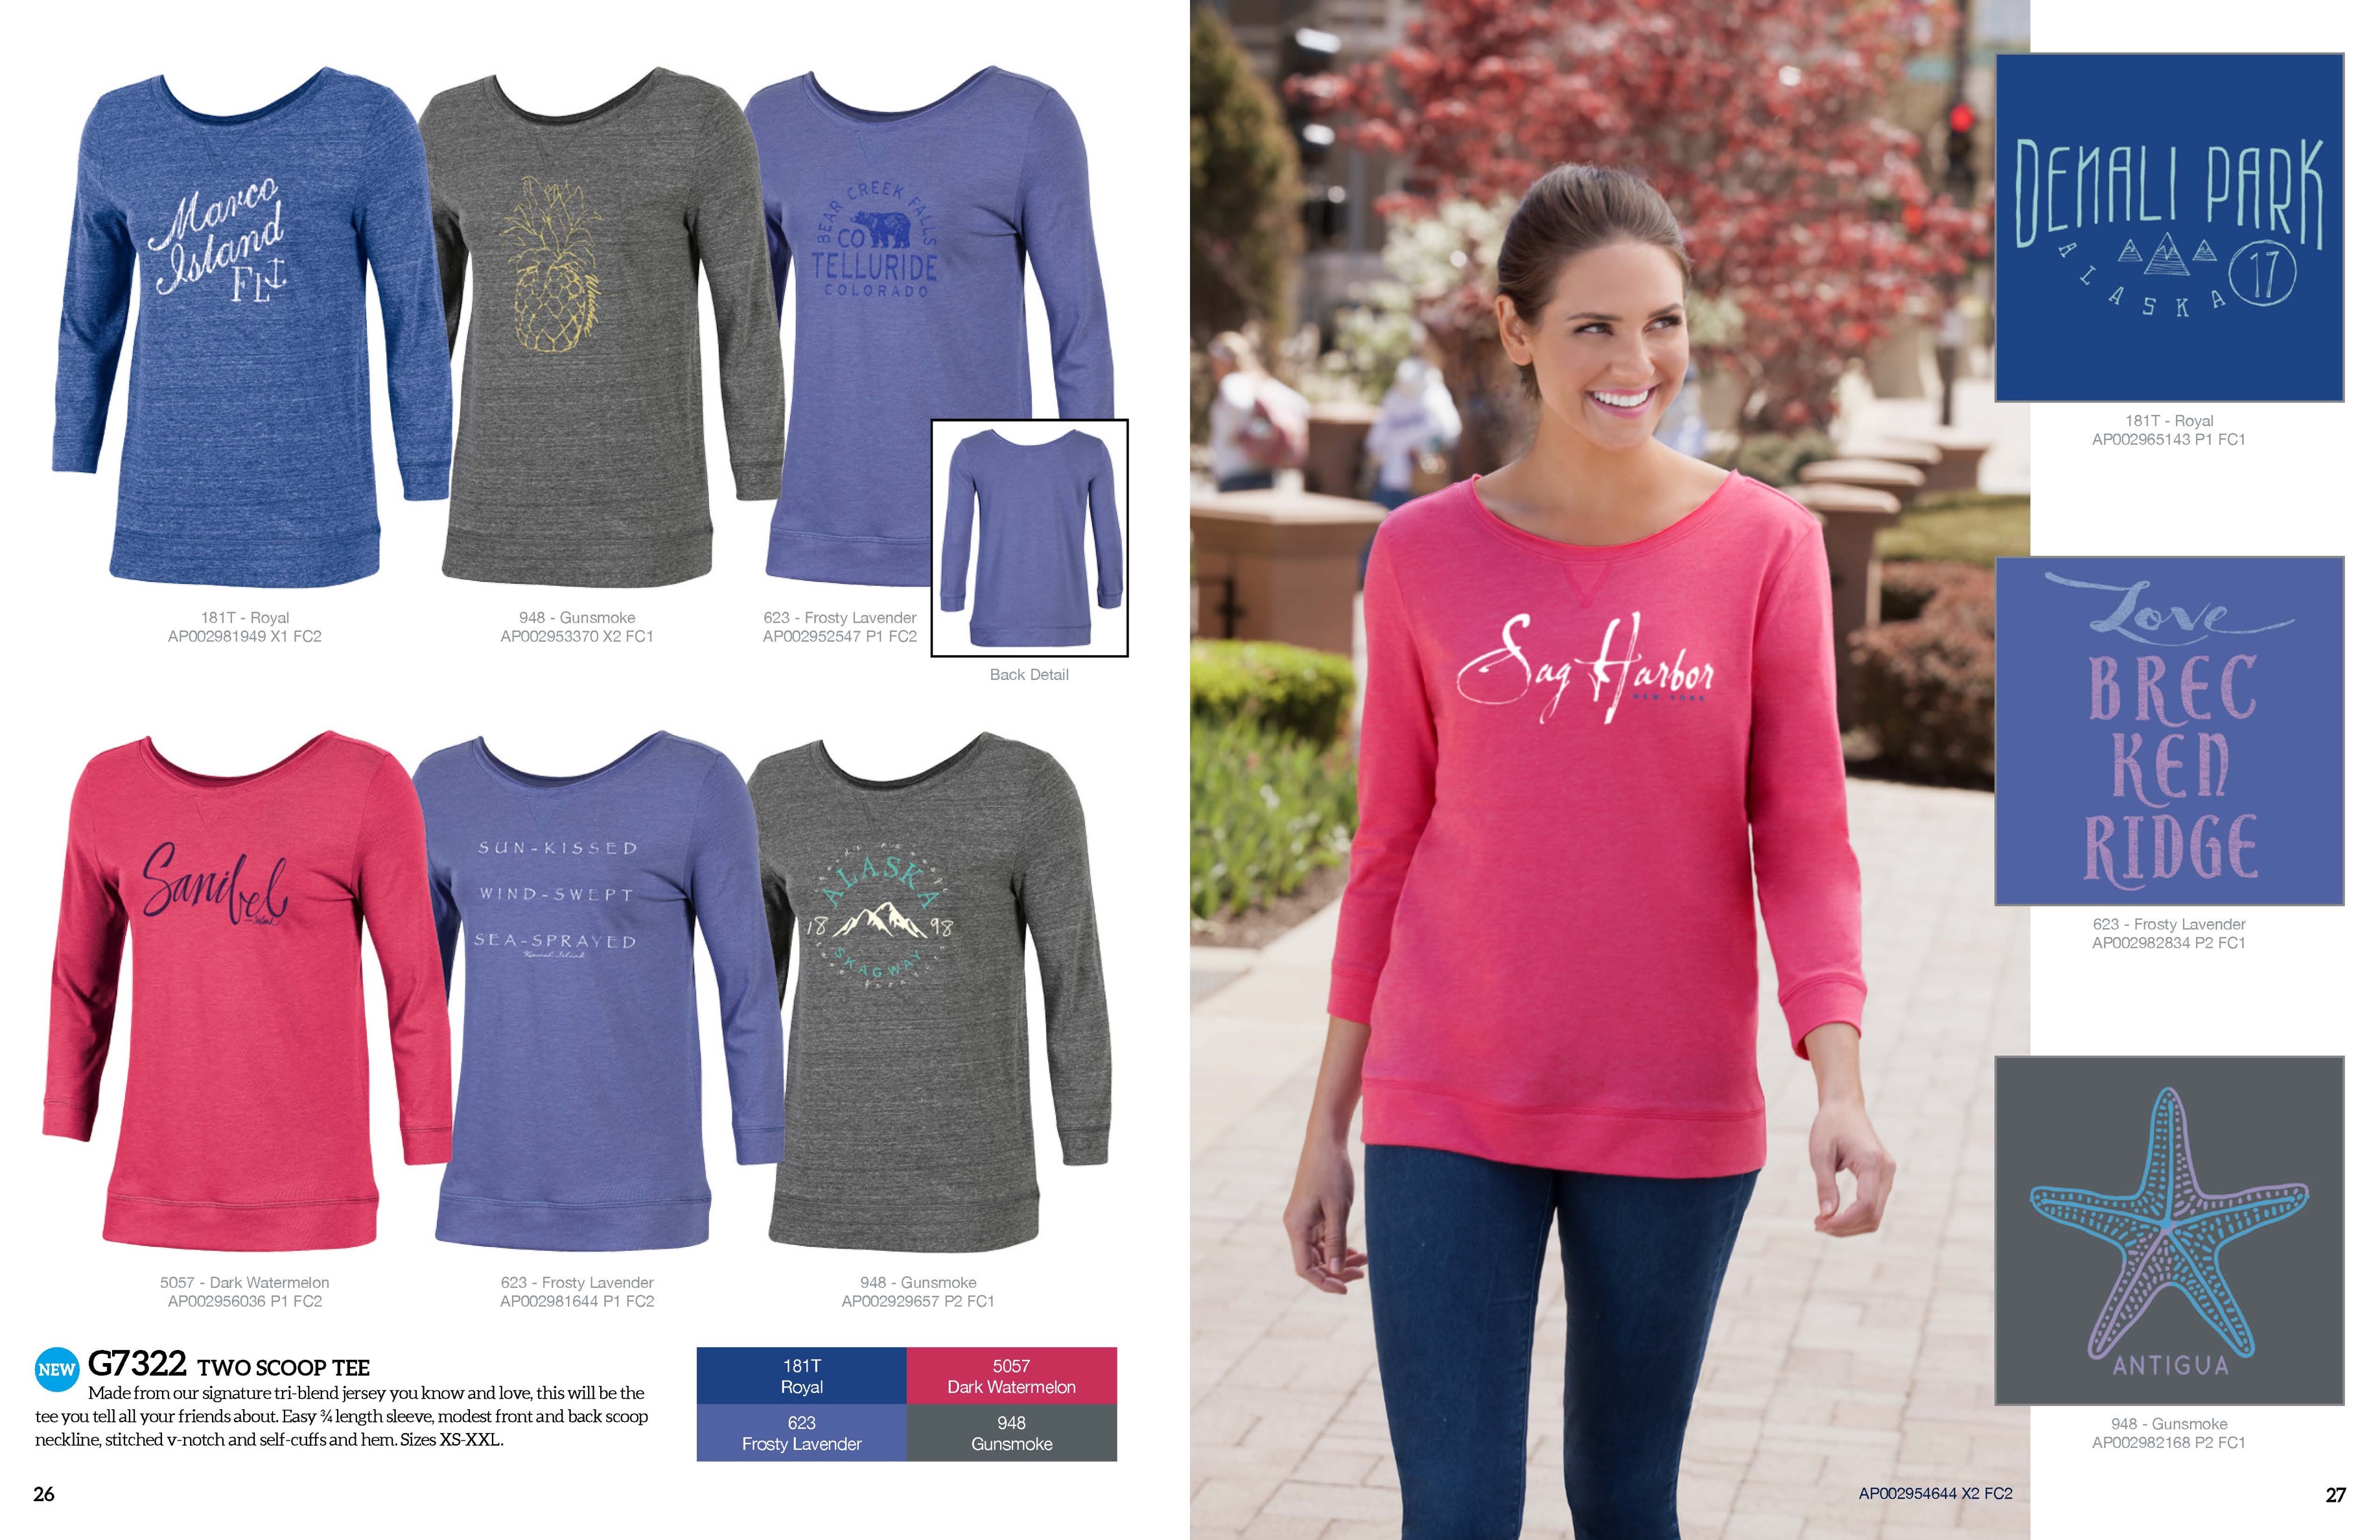 Marco
Island
FL
Wheeler
BEAR CREEK FALLS
CO
TELLURIDE
COLORADO
181T - Royal
AP002981949 X1 FC2
948 - Gunsmoke
AP002953370 X2 FC1
623 - Frosty Lavender
AP002952547 P1 FC2
Back Detail
Sanibel
Island
SUN-KISSED
WIND-SWEPT
SEA-SPRAYED
ALASKA
18 98
SKAGWAY
5057 - Dark Watermelon
AP002956036 P1 FC2
623 - Frosty Lavender
AP002981644 P1 FC2
948 - Gunsmoke
AP002929657 P2 FC1
NEW G7322 TWO SCOOP TEE
Made from our signature tri-blend jersey you know and love, this will be the
tee you tell all your friends about. Easy ¾ length sleeve, modest front and back scoop
neckline, stitched v-notch and self-cuffs and hem. Sizes XS-XXL.
181T
Royal
5057
Dark Watermelon
623
Frosty Lavender
948
Gunsmoke
26
Sag Harbor
NEW YORK
AP002954644 X2 FC2
DENALI PARK
ALASKA
17
181T - Royal
AP002965143 P1 FC1
Love
BREC
KEN
RIDGE
623 - Frosty Lavender
AP002982834 P2 FC1
ANTIGUA
948 - Gunsmoke
AP002982168 P2 FC1
27